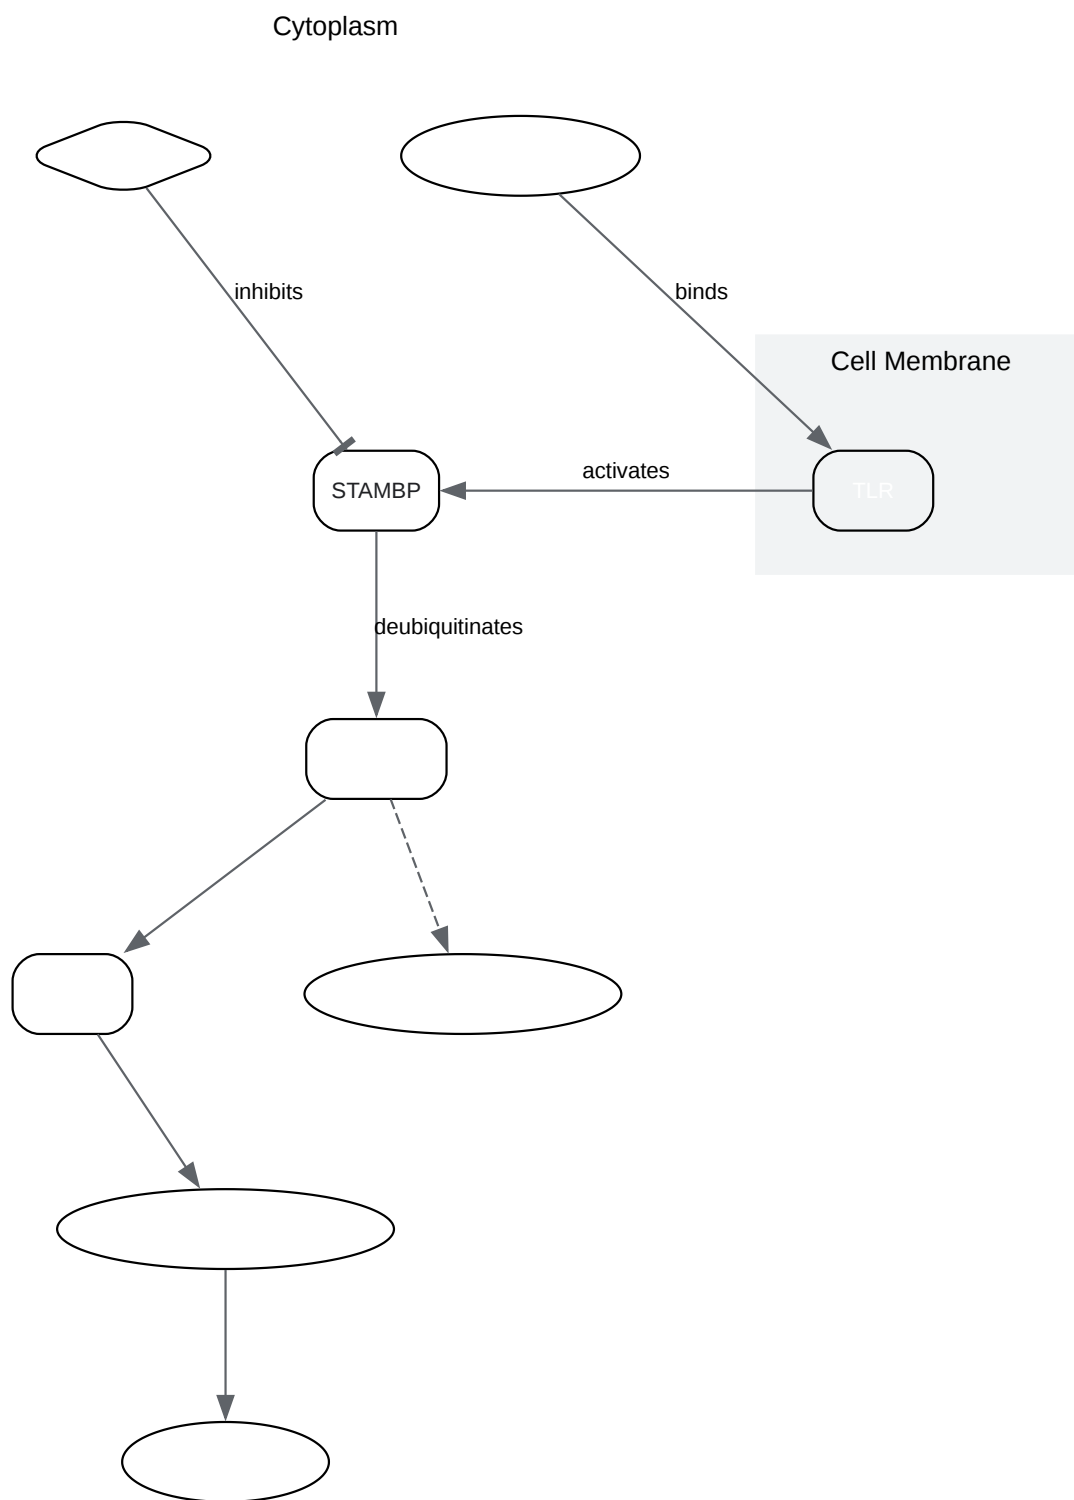 Cytoplasm
inhibits
binds
Cell Membrane
activates
STAMBP
TLR
deubiquitinates